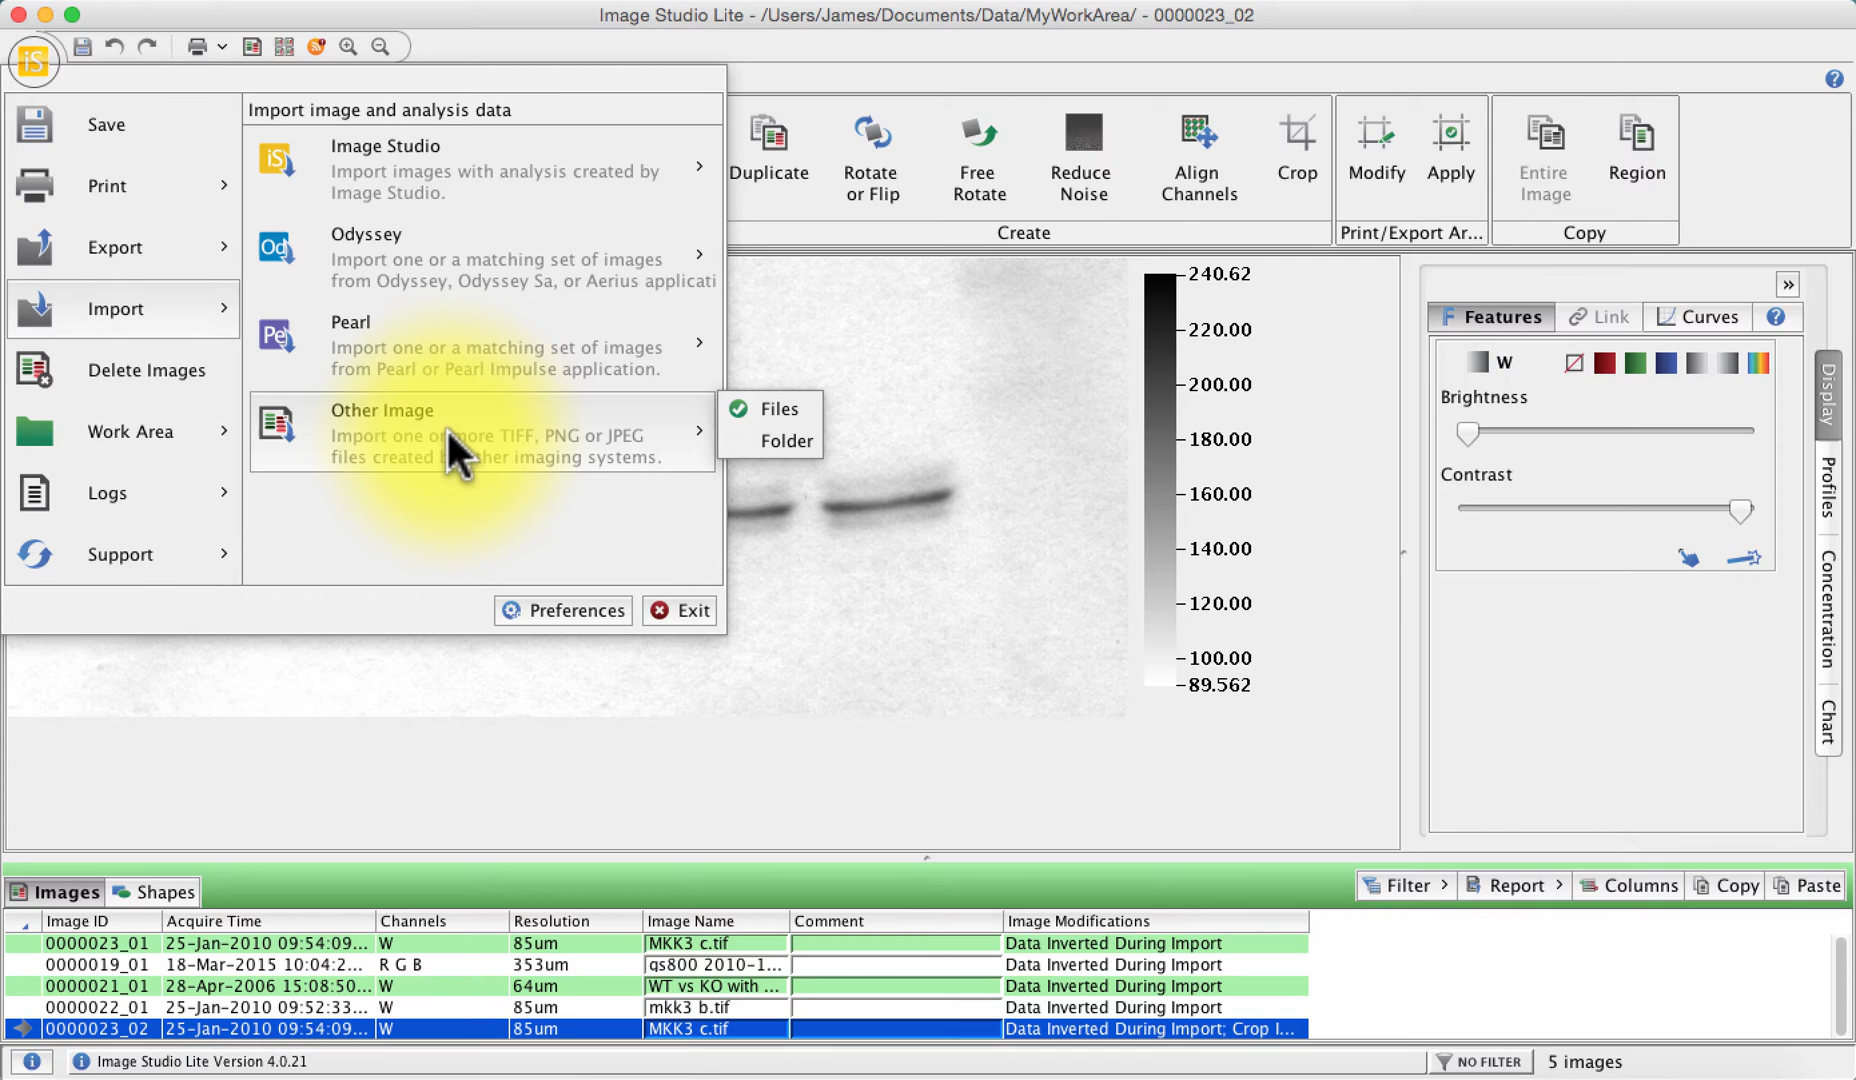 Image Studio Lite - /Users/James/Documents/Data/MyWorkArea/ - 0000023_02
iS
Save
Print
Export
Import
Delete Images
Work Area
Logs
Support
Import image and analysis data
iS
Image Studio
Import images with analysis created by
Image Studio.
Od
Odyssey
Import one or a matching set of images
from Odyssey, Odyssey Sa, or Aerius applicati
Pe
Pearl
Import one or a matching set of images
from Pearl or Pearl Impulse application.
Other Image
Import one or more TIFF, PNG or JPEG
files created
her imaging systems.
Files
Folder
Preferences
Exit
Duplicate
Rotate
or Flip
Free
Rotate
Reduce
Noise
Align
Channels
Crop
Create
Modify
Apply
Print/Export Ar...
Entire
Image
Region
Copy
240.62
220.00
200.00
180.00
160.00
140.00
120.00
100.00
89.562
F Features
Link
Curves
W
Brightness
Contrast
Display
Profiles
Concentration
Chart
Images
Shapes
Filter
Report
Columns
Copy
Paste
Image ID Acquire Time Channels Resolution Image Name Comment Image Modifications
0000023_01 25-Jan-2010 09:54:09... W 85um MKK3 c.tif Data Inverted During Import
0000019_01 18-Mar-2015 10:04:2... R G B 353um gs800 2010-1... Data Inverted During Import
0000021_01 28-Apr-2006 15:08:50... W 64um WT vs KO with ... Data Inverted During Import
0000022_01 25-Jan-2010 09:52:33... W 85um mkk3 b.tif Data Inverted During Import
0000023_02 25-Jan-2010 09:54:09... W 85um MKK3 c.tif Data Inverted During Import; Crop I...
Image Studio Lite Version 4.0.21
NO FILTER
5 images